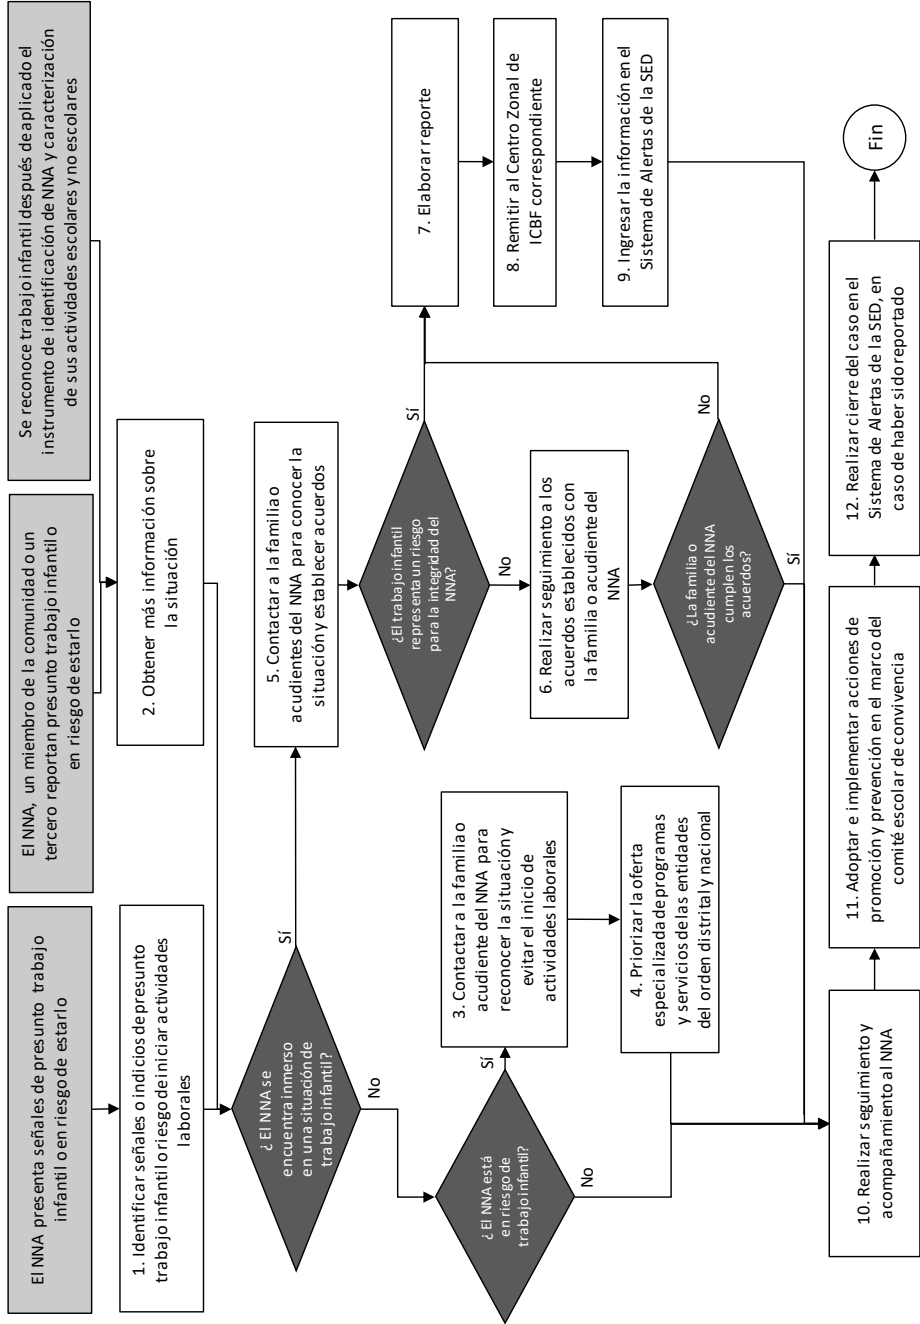 El NNA presenta señales de presunto trabajo
infantil o en riesgo de estarlo
El NNA, un miembro de la comunidad o un
tercero reportan presunto trabajo infantil o
en riesgo de estarlo
Se reconoce trabajo infantil después de aplicado el
instrumento de identificación de NNA y caracterización
de sus actividades escolares y no escolares
1. Identificar señales o indicios de presunto
trabajo infantil o riesgo de iniciar actividades
laborales
2. Obtener más información sobre
la situación
¿El NNA se
encuentra inmerso
en una situación de
trabajo infantil?
Sí
No
¿El NNA está
en riesgo de
trabajo infantil?
Sí
No
3. Contactar a la familia o
acudiente del NNA para
reconocer la situación y
evitar el inicio de
actividades laborales
4. Priorizar la oferta
especializada de programas
y servicios de las entidades
del orden distrital y nacional
5. Contactar a la familia o
acudientes del NNA para conocer la
situación y establecer acuerdos
¿El trabajo infantil
representa un riesgo
para la integridad del
NNA?
Sí
No
6. Realizar seguimiento a los
acuerdos establecidos con
la familia o acudiente del
NNA
¿La familia o
acudiente del NNA
cumplen los
acuerdos?
No
Sí
7. Elaborar reporte
8. Remitir al Centro Zonal de
ICBF correspondiente
9. Ingresar la información en el
Sistema de Alertas de la SED
10. Realizar seguimiento y
acompañamiento al NNA
11. Adoptar e implementar acciones de
promoción y prevención en el marco del
comité escolar de convivencia
12. Realizar cierre del caso en el
Sistema de Alertas de la SED, en
caso de haber sido reportado
Fin